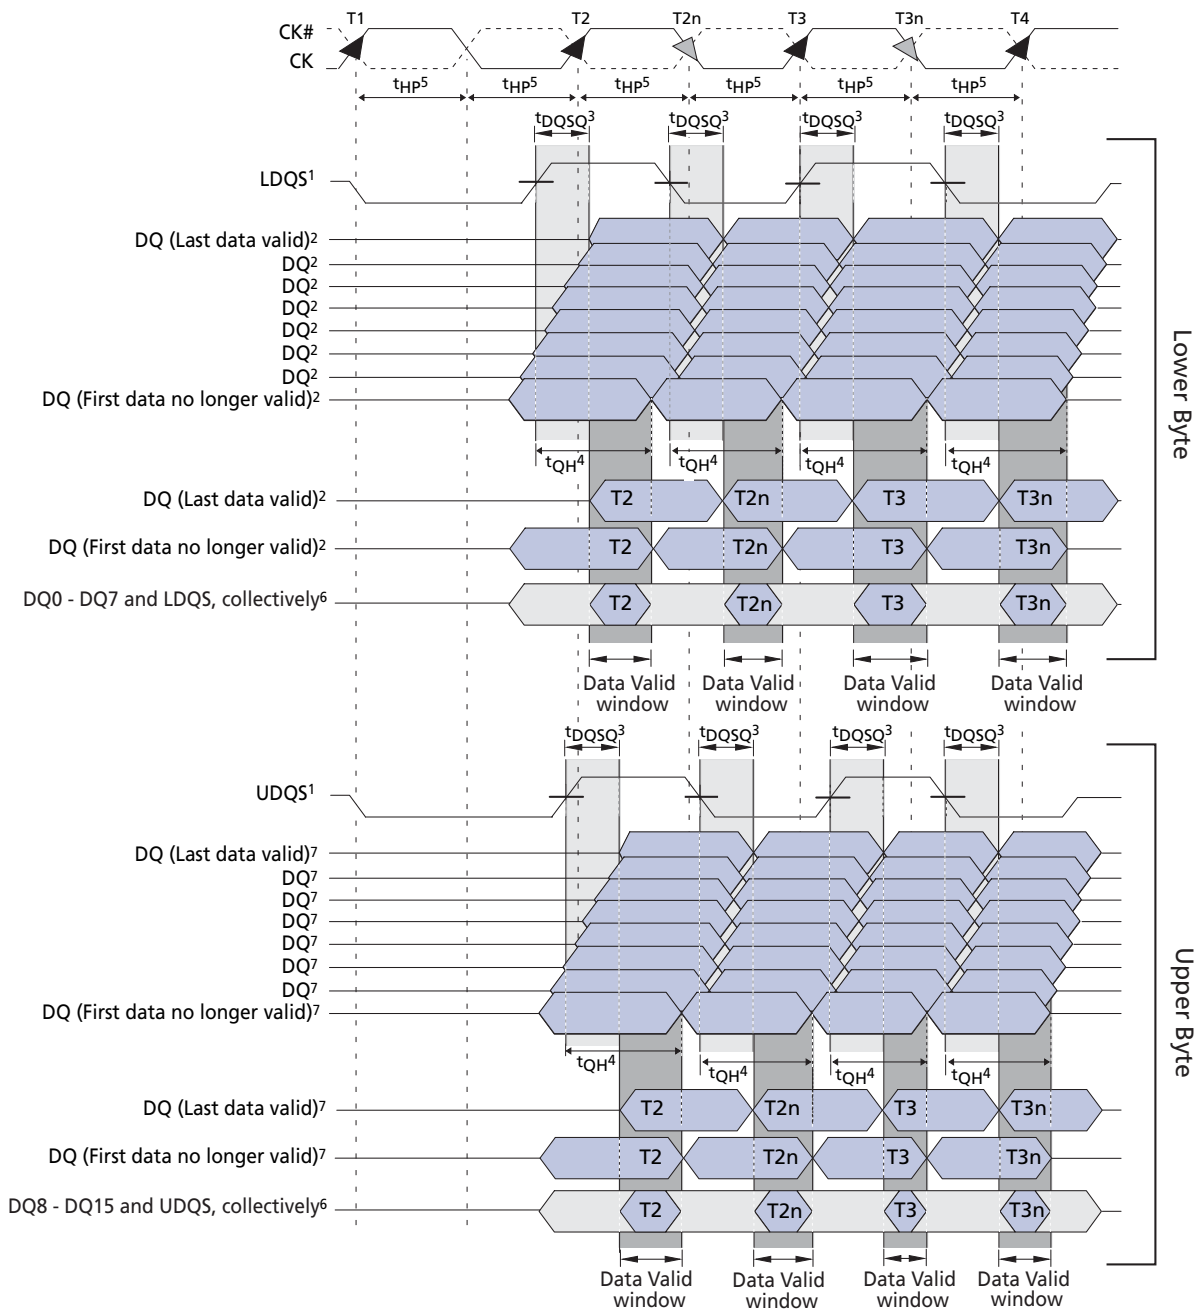 T1 T2 T2n T3 T3n T4
CK#
CK
tHP5 tHP5 tHP5 tHP5 tHP5 tHP5
tDQSQ3 tDQSQ3 tDQSQ3 tDQSQ3
LDQS1
DQ (Last data valid)2
DQ2
DQ2
DQ2
DQ2
DQ2
DQ2
DQ (First data no longer valid)2
Lower Byte
tQH4 tQH4 tQH4 tQH4
DQ (Last data valid)2 T2 T2n T3 T3n
DQ (First data no longer valid)2 T2 T2n T3 T3n
DQ0 - DQ7 and LDQS, collectively6 T2 T2n T3 T3n
Data Valid Data Valid Data Valid Data Valid
window window window window
tDQSQ3 tDQSQ3 tDQSQ3 tDQSQ3
UDQS1
DQ (Last data valid)7
DQ7
DQ7
DQ7
DQ7
DQ7
DQ7
DQ (First data no longer valid)7
Upper Byte
tQH4 tQH4 tQH4 tQH4
DQ (Last data valid)7 T2 T2n T3 T3n
DQ (First data no longer valid)7 T2 T2n T3 T3n
DQ8 - DQ15 and UDQS, collectively6 T2 T2n T3 T3n
Data Valid Data Valid Data Valid Data Valid
window window window window